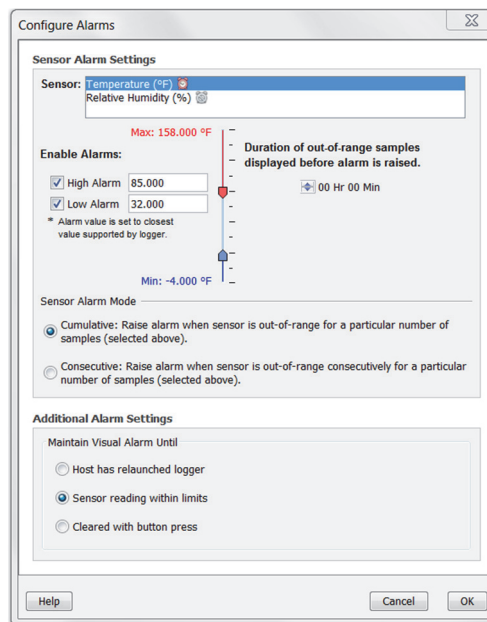 Configure Alarms
Sensor Alarm Settings
Sensor: Temperature (ºF)
Relative Humidity (%)
Max: 158.000 ºF
Enable Alarms:
Duration of out-of-range samples
displayed before alarm is raised.
High Alarm 85.000
00 Hr 00 Min
Low Alarm 32.000
* Alarm value is set to closest
value supported by logger.
Min: -4.000 ºF
Sensor Alarm Mode
Cumulative: Raise alarm when sensor is out-of-range for a particular number of
samples (selected above).
Consecutive: Raise alarm when sensor is out-of-range consecutively for a particular
number of samples (selected above).
Additional Alarm Settings
Maintain Visual Alarm Until
Host has relaunched logger
Sensor reading within limits
Cleared with button press
Help
Cancel
OK